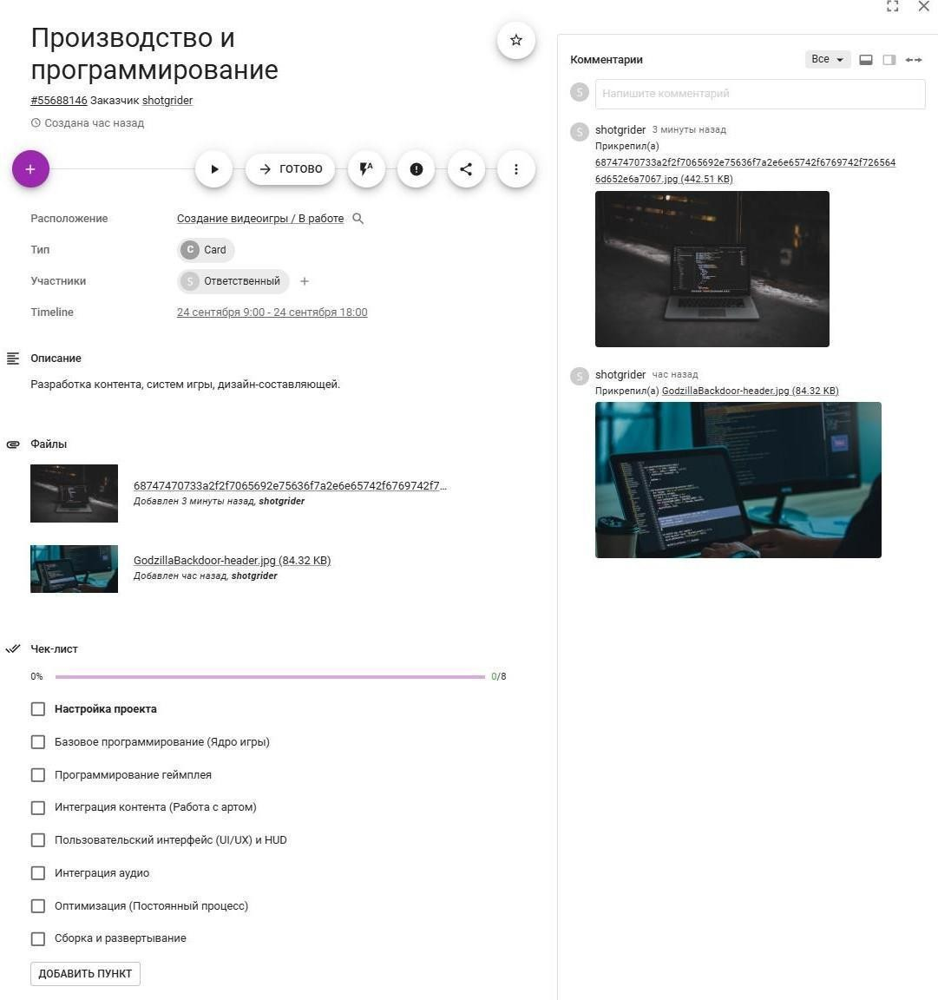 Производство и
программирование
#55688146 Заказчик shotgrider
Создана час назад
ГОТОВО
Расположение
Создание видеоигры / В работе
Тип
C Card
Участники
S Ответственный
Timeline
24 сентября 9:00 - 24 сентября 18:00
Описание
Разработка контента, систем игры, дизайн-составляющей.
Файлы
68747470733a2f2f7065692e75636f7a2e6e65742f6769742f7...
Добавлен 3 минуты назад, shotgrider
GodzillaBackdoor-header.jpg (84.32 KB)
Добавлен час назад, shotgrider
Чек-лист
0%
0/8
Настройка проекта
Базовое программирование (Ядро игры)
Программирование геймплея
Интеграция контента (Работа с артом)
Пользовательский интерфейс (UI/UX) и HUD
Интеграция аудио
Оптимизация (Постоянный процесс)
Сборка и развертывание
ДОБАВИТЬ ПУНКТ
Комментарии
Все
S
Напишите комментарий
S
shotgrider 3 минуты назад
Прикрепил(а)
68747470733a2f2f7065692e75636f7a2e6e65742f6769742f726564
6d652e6a7067.jpg (442.51 KB)
S
shotgrider час назад
Прикрепил(а) GodzillaBackdoor-header.jpg (84.32 KB)